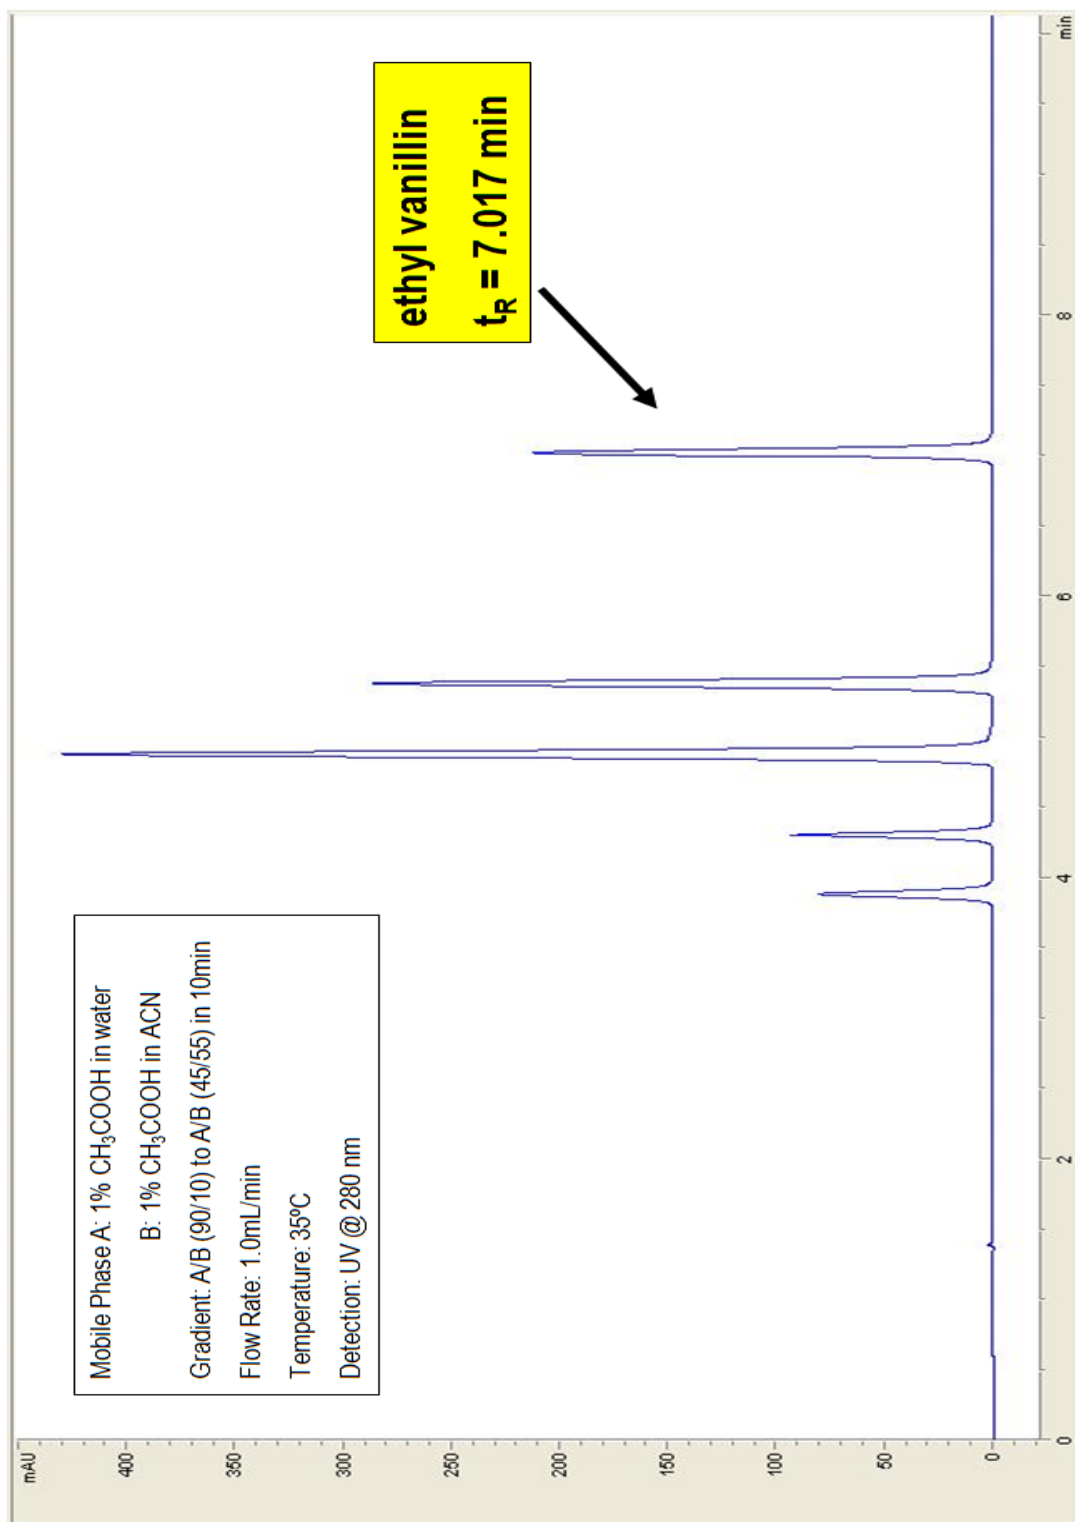 mAU
400
350
300
250
200
150
100
50
0
Mobile Phase A: 1% CH₃COOH in water
B: 1% CH₃COOH in ACN
Gradient: A/B (90/10) to A/B (45/55) in 10min
Flow Rate: 1.0mL/min
Temperature: 35ºC
Detection: UV @ 280 nm
ethyl vanillin
tR = 7.017 min
0
2
4
6
8
min